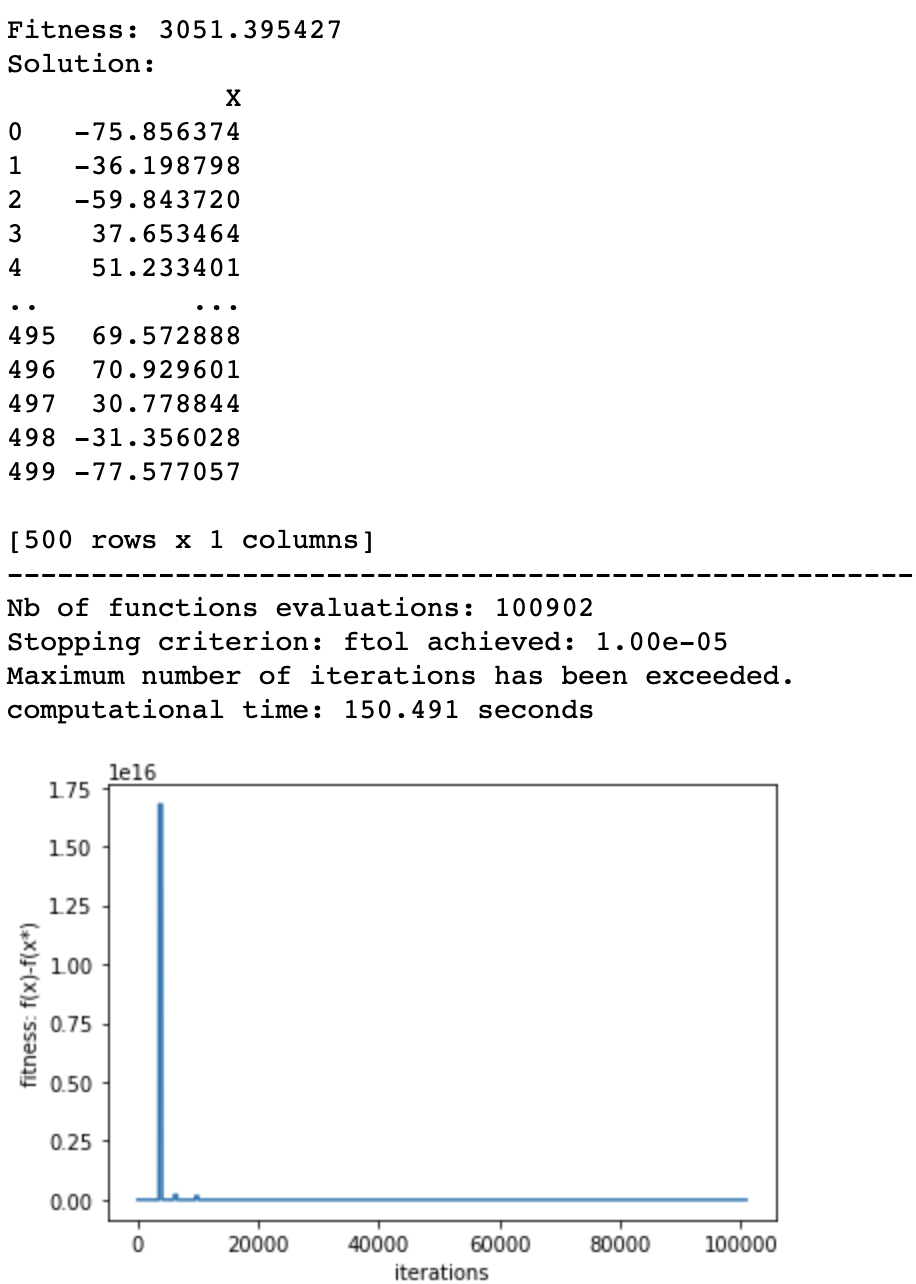 Fitness: 3051.395427
Solution:
X
0 -75.856374
1 -36.198798
2 -59.843720
3 37.653464
4 51.233401
.. ...
495 69.572888
496 70.929601
497 30.778844
498 -31.356028
499 -77.577057
[500 rows x 1 columns]
--------------------------------------------------------
Nb of functions evaluations: 100902
Stopping criterion: ftol achieved: 1.00e-05
Maximum number of iterations has been exceeded.
computational time: 150.491 seconds
1e16
1.75
1.50
1.25
1.00
0.75
0.50
0.25
0.00
fitness: f(x)-f(x*)
0 20000 40000 60000 80000 100000
iterations